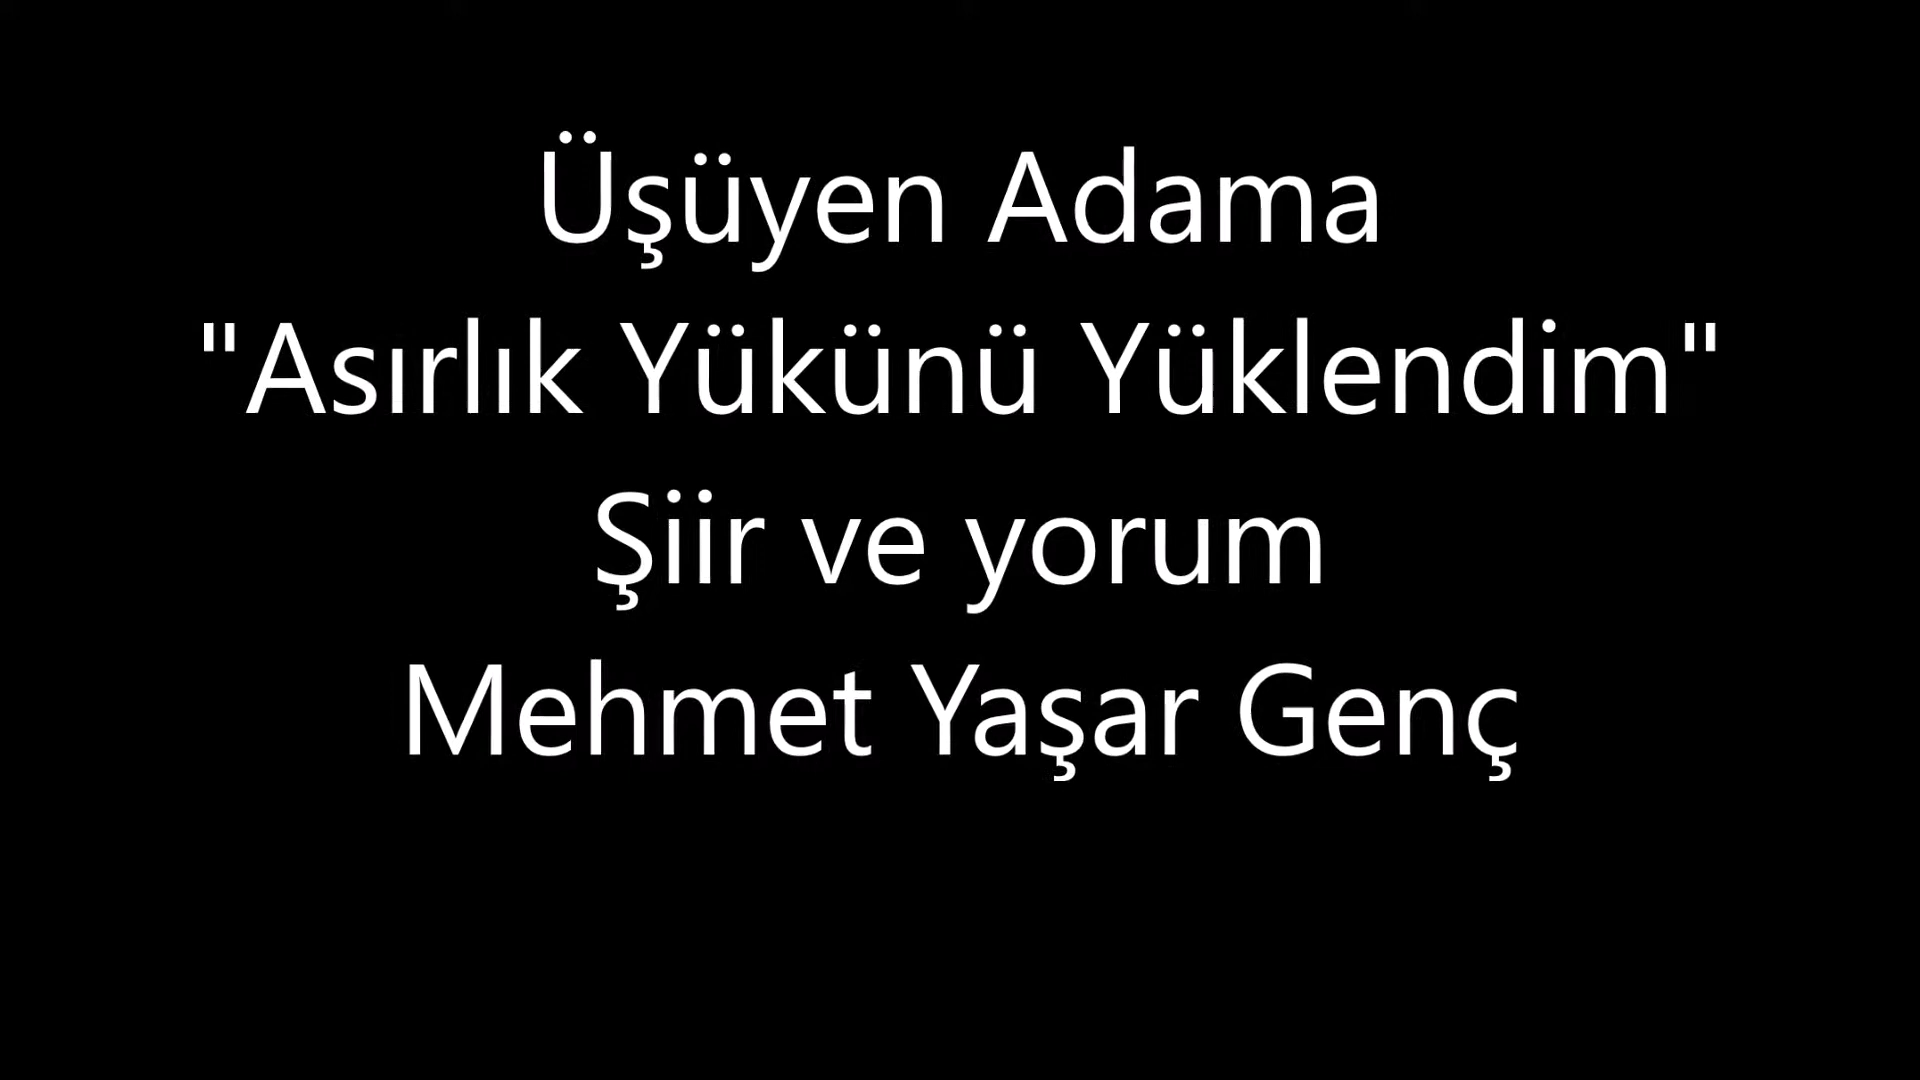 Üşüyen Adama
"Asırlık Yükünü Yüklendim"
Şiir ve yorum
Mehmet Yaşar Genç